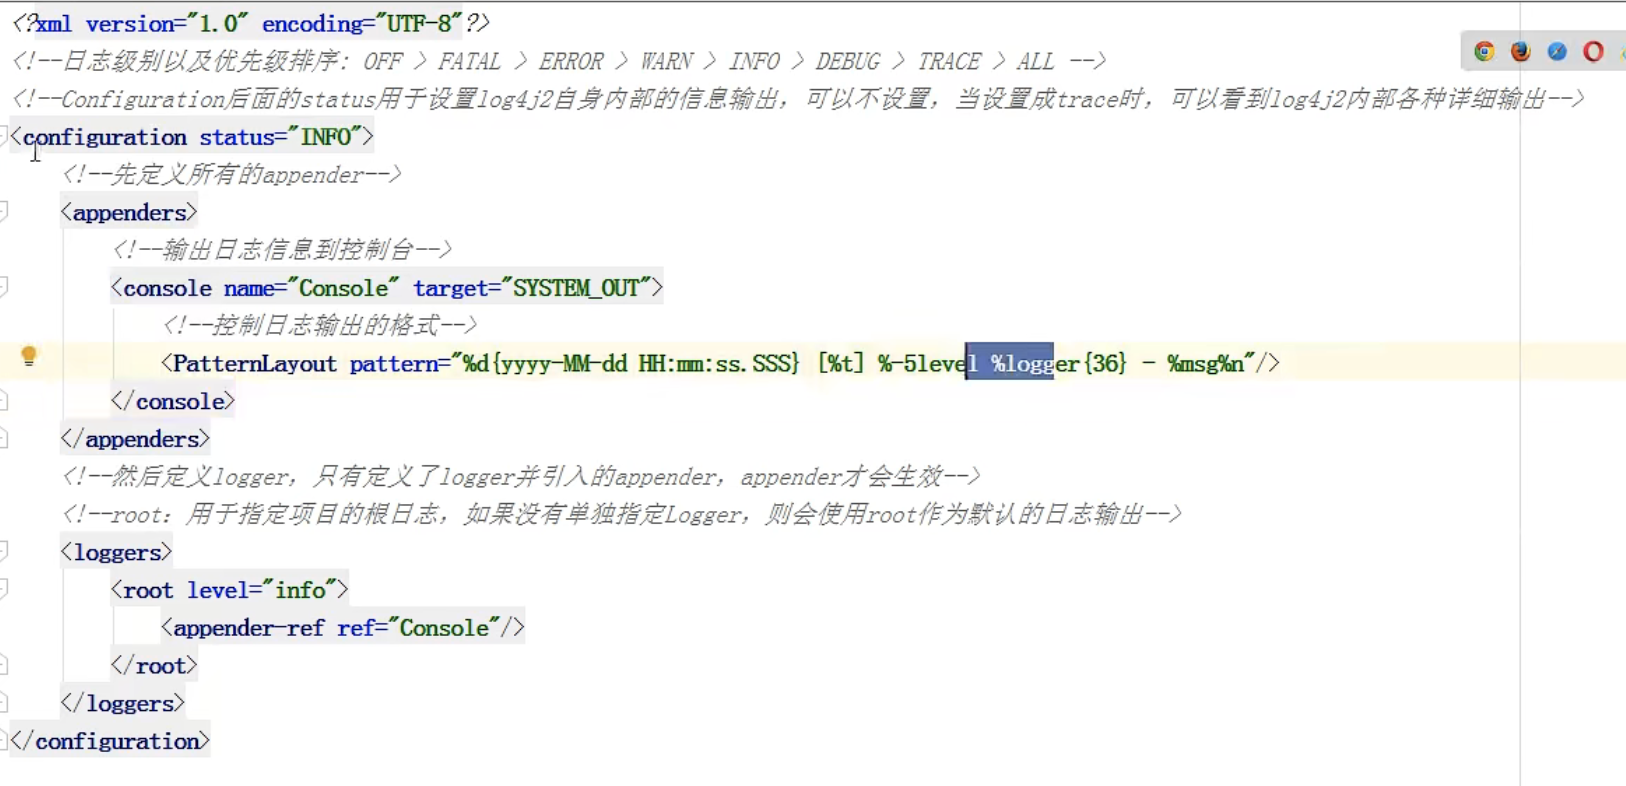 <?xml version="1.0" encoding="UTF-8"?>
<!--日志级别以及优先级排序: OFF > FATAL > ERROR > WARN > INFO > DEBUG > TRACE > ALL -->
<!--Configuration后面的status用于设置log4j2自身内部的信息输出，可以不设置，当设置成trace时，可以看到log4j2内部各种详细输出-->
<configuration status="INFO">
    <!--先定义所有的appender-->
    <appenders>
        <!--输出日志信息到控制台-->
        <console name="Console" target="SYSTEM_OUT">
            <!--控制日志输出的格式-->
            <PatternLayout pattern="%d{yyyy-MM-dd HH:mm:ss.SSS} [%t] %-5level %logger{36} - %msg%n"/>
        </console>
    </appenders>
    <!--然后定义logger，只有定义了logger并引入的appender，appender才会生效-->
    <!--root：用于指定项目的根日志，如果没有单独指定Logger，则会使用root作为默认的日志输出-->
    <loggers>
        <root level="info">
            <appender-ref ref="Console"/>
        </root>
    </loggers>
</configuration>